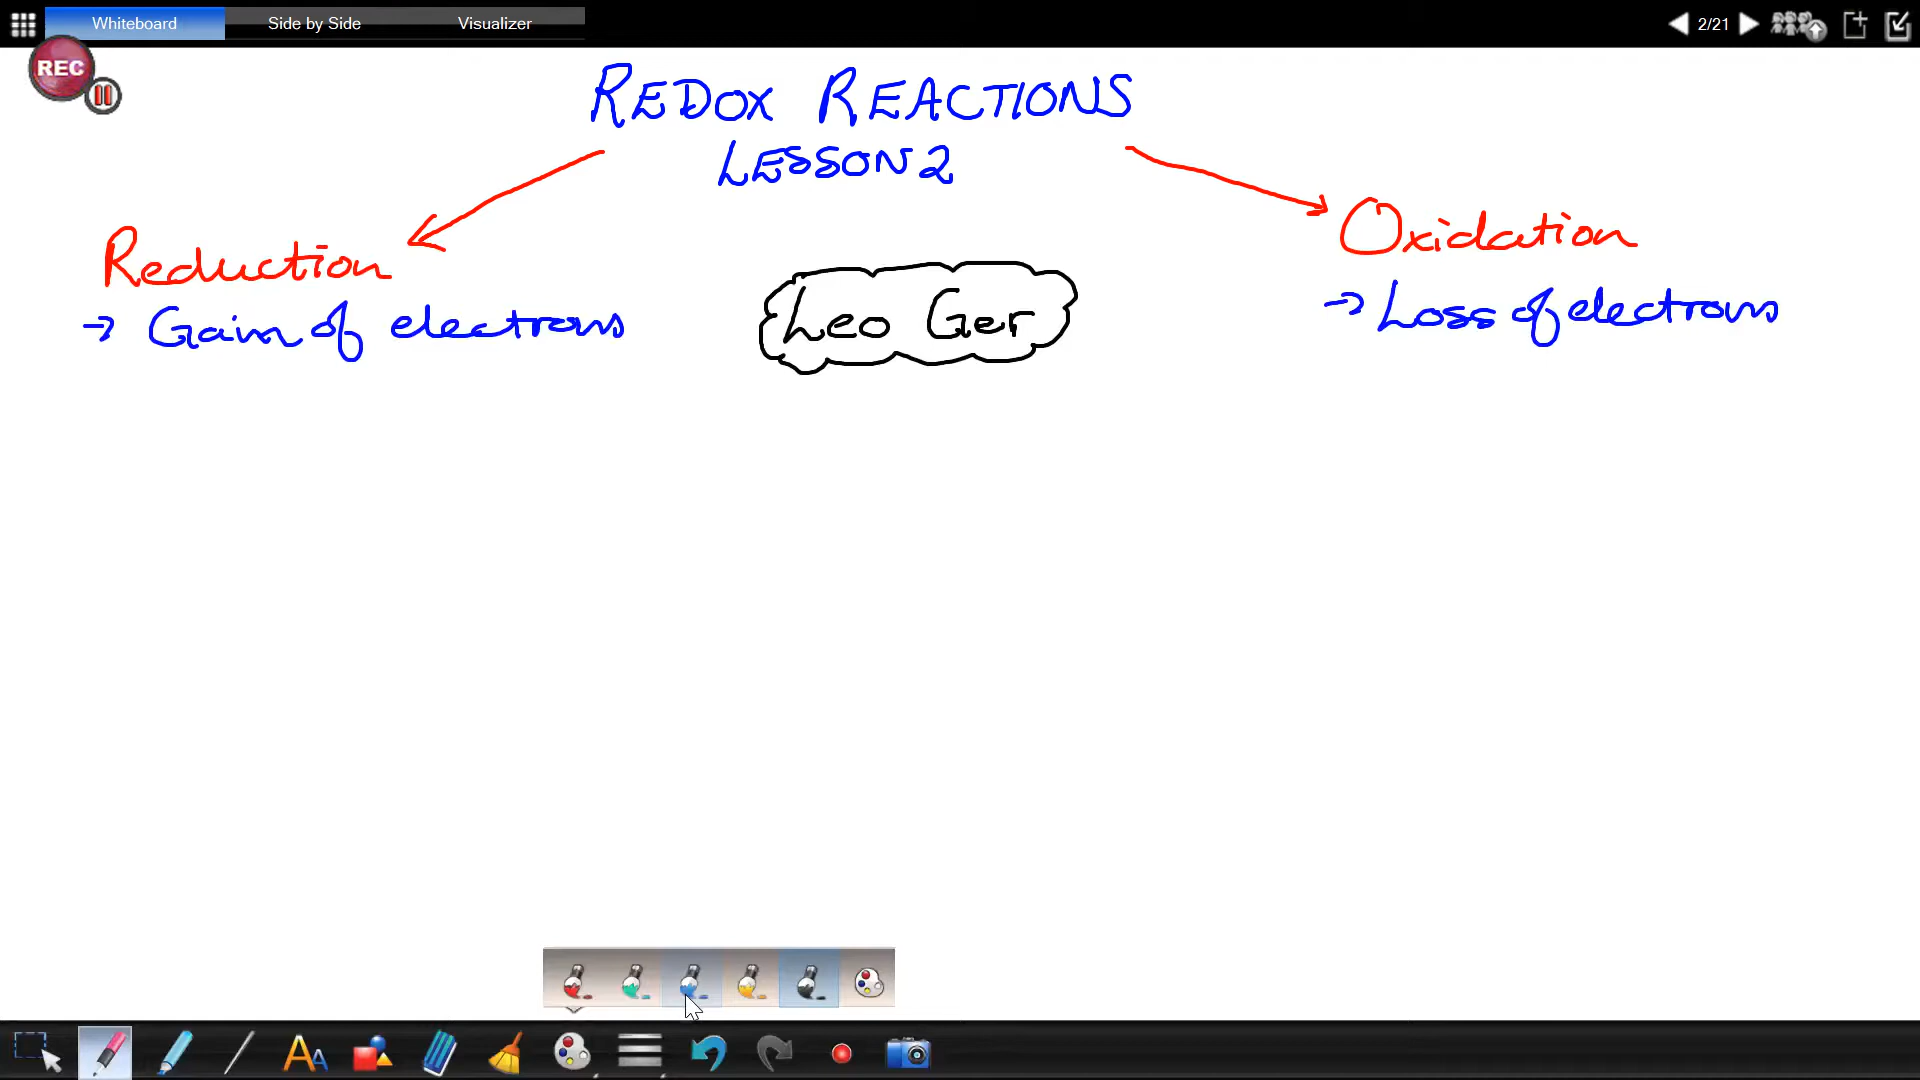 Whiteboard Side by Side Visualizer 2/21
REC
REDOX REACTIONS
LESSON 2
Reduction
→ Gain of electrons
Leo Ger
Oxidation
→ Loss of electrons